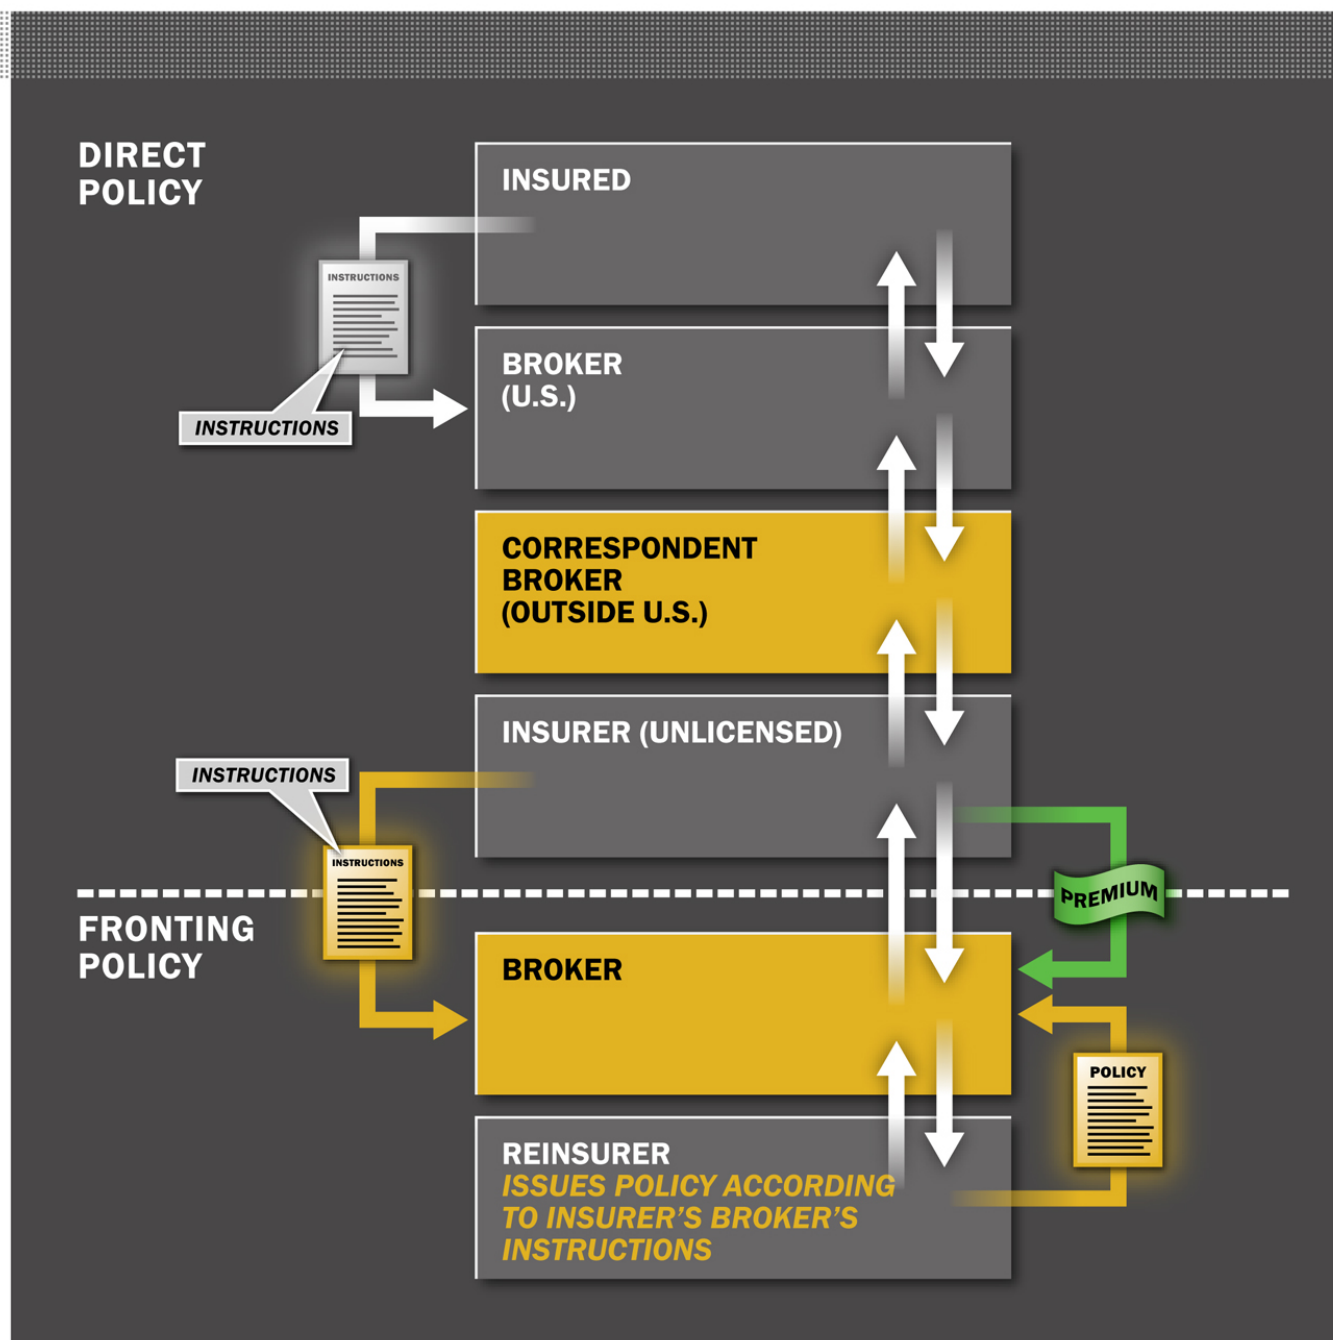 DIRECT
POLICY
INSURED
INSTRUCTIONS
BROKER
(U.S.)
INSTRUCTIONS
CORRESPONDENT
BROKER
(OUTSIDE U.S.)
INSURER (UNLICENSED)
INSTRUCTIONS
INSTRUCTIONS
PREMIUM
FRONTING
POLICY
BROKER
POLICY
REINSURER
ISSUES POLICY ACCORDING
TO INSURER'S BROKER'S
INSTRUCTIONS